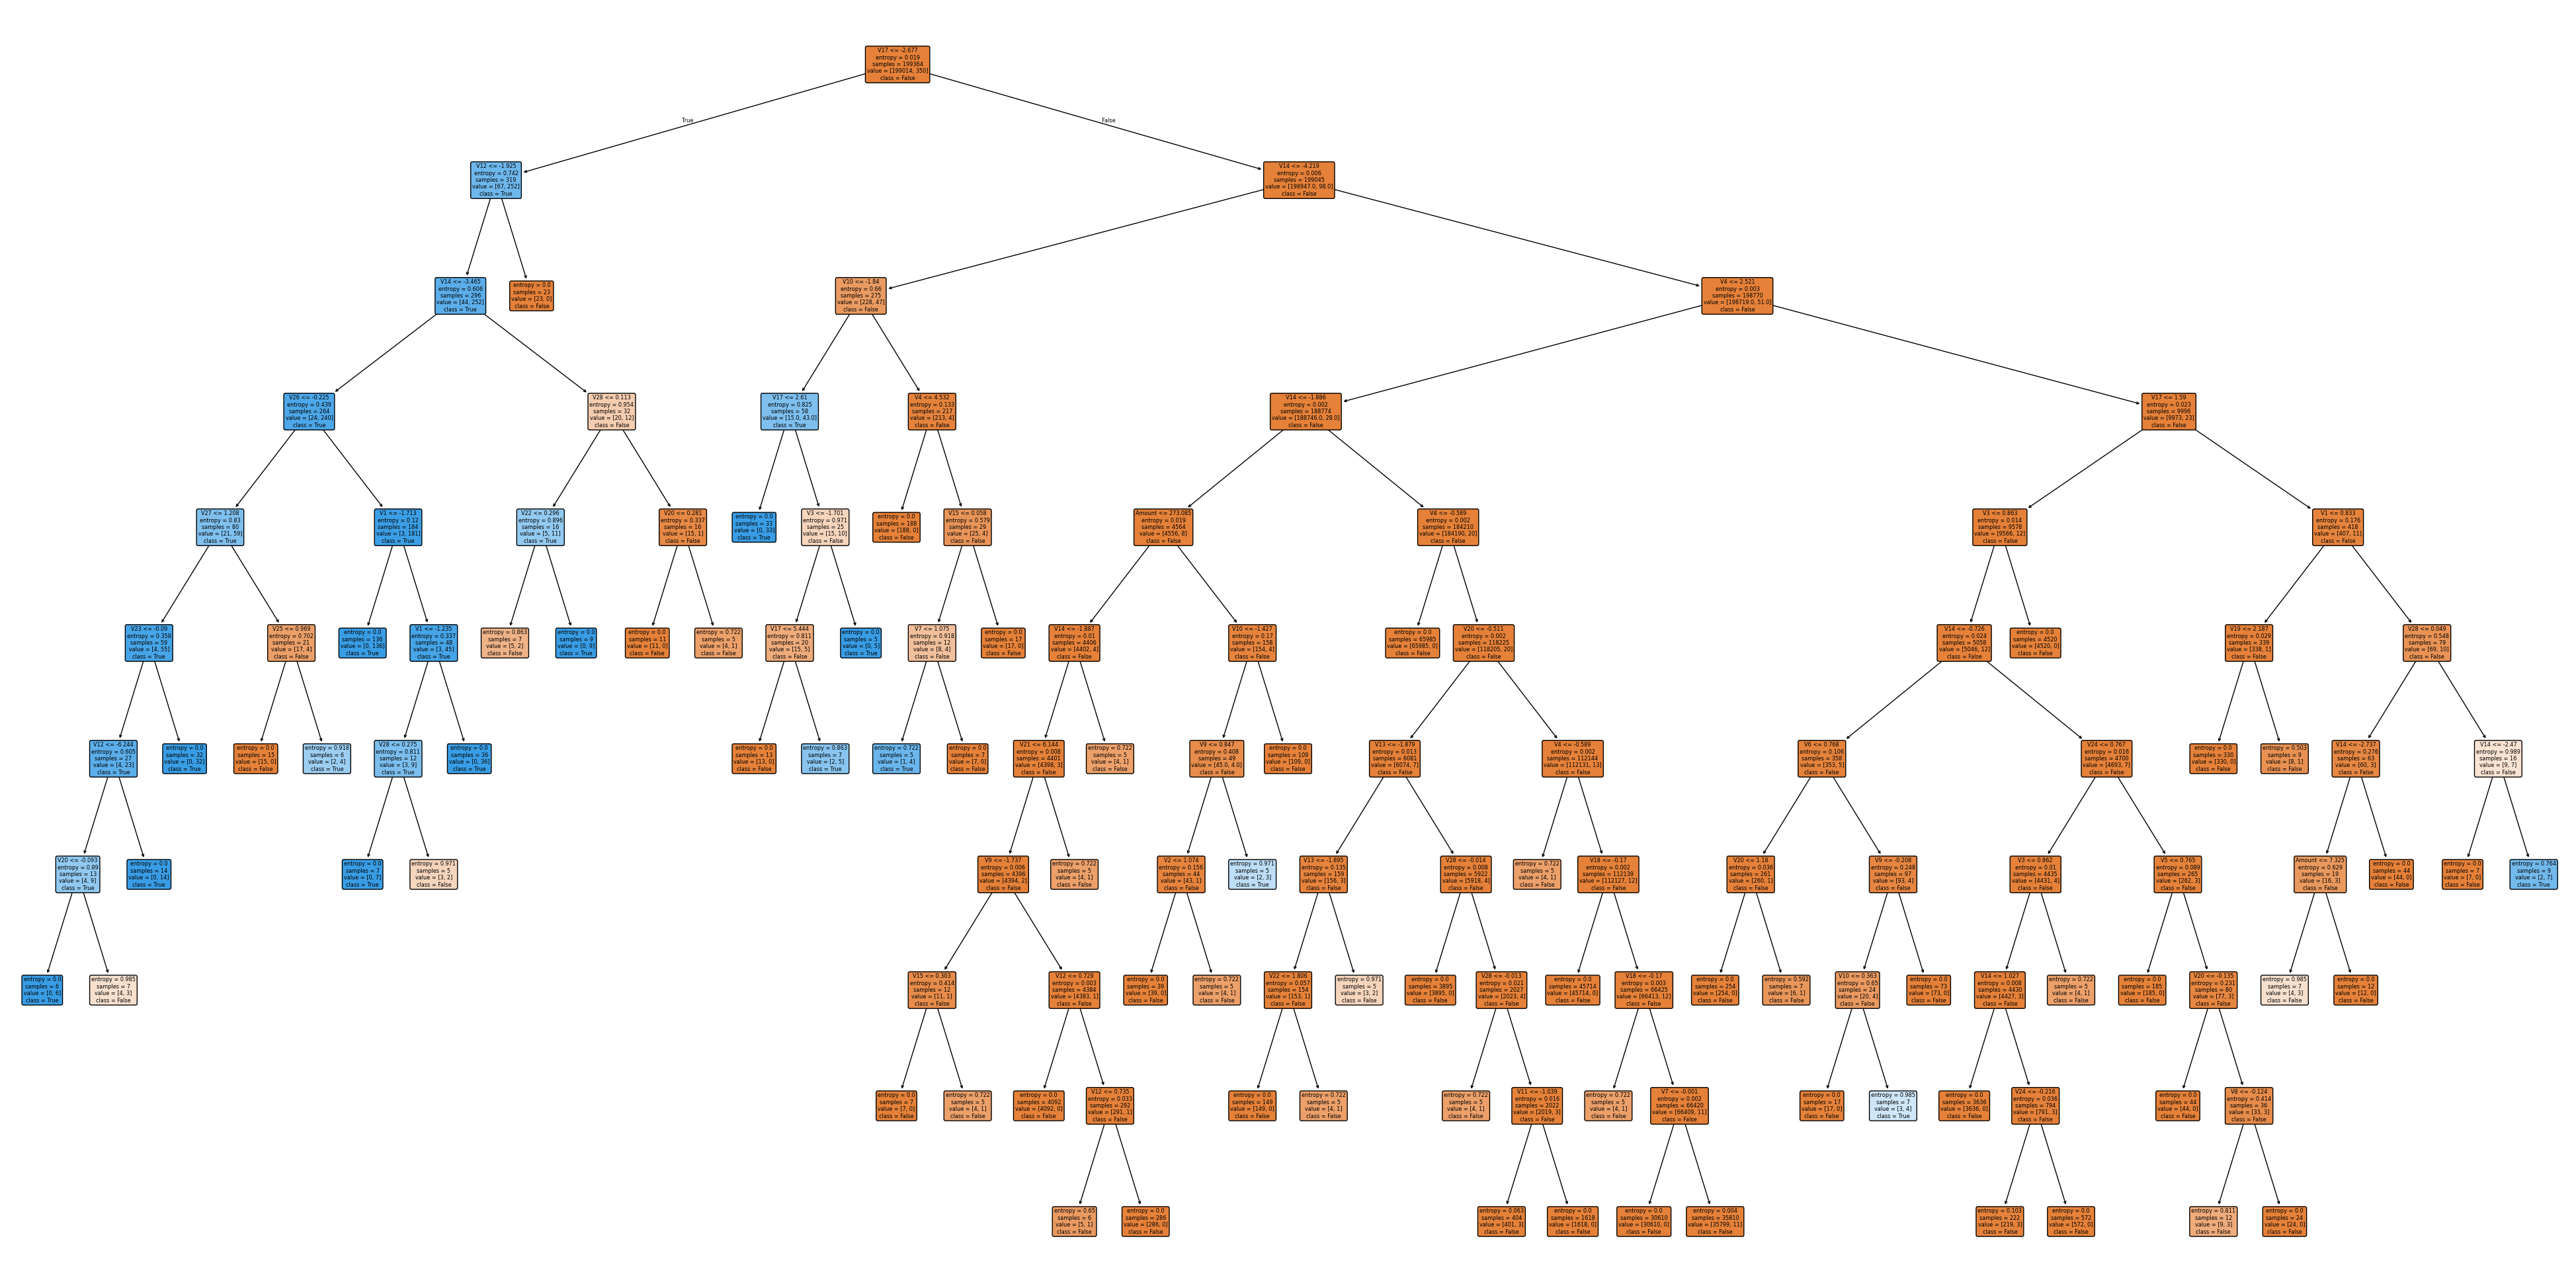 V17 <= -2.677
entropy = 0.019
samples = 199364
value = [199014, 350]
class = False
True
False
V12 <= -1.925
entropy = 0.742
samples = 319
value = [67, 252]
class = True
V14 <= -4.219
entropy = 0.006
samples = 199045
value = [198947.0, 98.0]
class = False
V14 <= -3.465
entropy = 0.606
samples = 296
value = [44, 252]
class = True
entropy = 0.0
samples = 23
value = [23, 0]
class = False
V10 <= -1.84
entropy = 0.66
samples = 275
value = [228, 47]
class = False
V4 <= 2.521
entropy = 0.003
samples = 198770
value = [198719.0, 51.0]
class = False
V26 <= -0.225
entropy = 0.439
samples = 264
value = [24, 240]
class = True
V28 <= 0.113
entropy = 0.954
samples = 32
value = [20, 12]
class = False
V17 <= 2.61
entropy = 0.825
samples = 58
value = [15.0, 43.0]
class = True
V4 <= 4.532
entropy = 0.133
samples = 217
value = [213, 4]
class = False
V14 <= -1.886
entropy = 0.002
samples = 188774
value = [188746.0, 28.0]
class = False
V17 <= 1.59
entropy = 0.023
samples = 9996
value = [9973, 23]
class = False
V27 <= 1.208
entropy = 0.83
samples = 80
value = [21, 59]
class = True
V1 <= -1.713
entropy = 0.12
samples = 184
value = [3, 181]
class = True
V22 <= 0.296
entropy = 0.896
samples = 16
value = [5, 11]
class = True
V20 <= 0.281
entropy = 0.337
samples = 16
value = [15, 1]
class = False
entropy = 0.0
samples = 33
value = [0, 33]
class = True
V3 <= -1.701
entropy = 0.971
samples = 25
value = [15, 10]
class = False
entropy = 0.0
samples = 188
value = [188, 0]
class = False
V15 <= 0.058
entropy = 0.579
samples = 29
value = [25, 4]
class = False
Amount <= 273.085
entropy = 0.019
samples = 4564
value = [4556, 8]
class = False
V4 <= -0.589
entropy = 0.002
samples = 184210
value = [184190, 20]
class = False
V3 <= 0.863
entropy = 0.014
samples = 9578
value = [9566, 12]
class = False
V1 <= 0.833
entropy = 0.176
samples = 418
value = [407, 11]
class = False
V23 <= -0.09
entropy = 0.358
samples = 59
value = [4, 55]
class = True
V25 <= 0.969
entropy = 0.702
samples = 21
value = [17, 4]
class = False
entropy = 0.0
samples = 136
value = [0, 136]
class = True
V1 <= -1.235
entropy = 0.337
samples = 48
value = [3, 45]
class = True
entropy = 0.863
samples = 7
value = [5, 2]
class = False
entropy = 0.0
samples = 9
value = [0, 9]
class = True
entropy = 0.0
samples = 11
value = [11, 0]
class = False
entropy = 0.722
samples = 5
value = [4, 1]
class = False
V17 <= 5.444
entropy = 0.811
samples = 20
value = [15, 5]
class = False
entropy = 0.0
samples = 5
value = [0, 5]
class = True
V7 <= 1.075
entropy = 0.918
samples = 12
value = [8, 4]
class = False
entropy = 0.0
samples = 17
value = [17, 0]
class = False
V14 <= -1.887
entropy = 0.01
samples = 4406
value = [4402, 4]
class = False
V10 <= -1.427
entropy = 0.17
samples = 158
value = [154, 4]
class = False
entropy = 0.0
samples = 65985
value = [65985, 0]
class = False
V20 <= -0.511
entropy = 0.002
samples = 118225
value = [118205, 20]
class = False
V14 <= -0.726
entropy = 0.024
samples = 5058
value = [5046, 12]
class = False
entropy = 0.0
samples = 4520
value = [4520, 0]
class = False
V19 <= 2.187
entropy = 0.029
samples = 339
value = [338, 1]
class = False
V28 <= 0.049
entropy = 0.548
samples = 79
value = [69, 10]
class = False
V12 <= -6.244
entropy = 0.605
samples = 27
value = [4, 23]
class = True
entropy = 0.0
samples = 32
value = [0, 32]
class = True
entropy = 0.0
samples = 15
value = [15, 0]
class = False
entropy = 0.918
samples = 6
value = [2, 4]
class = True
V28 <= 0.275
entropy = 0.811
samples = 12
value = [3, 9]
class = True
entropy = 0.0
samples = 36
value = [0, 36]
class = True
entropy = 0.0
samples = 13
value = [13, 0]
class = False
entropy = 0.863
samples = 7
value = [2, 5]
class = True
entropy = 0.722
samples = 5
value = [1, 4]
class = True
entropy = 0.0
samples = 7
value = [7, 0]
class = False
V21 <= 6.144
entropy = 0.008
samples = 4401
value = [4398, 3]
class = False
entropy = 0.722
samples = 5
value = [4, 1]
class = False
V9 <= 0.847
entropy = 0.408
samples = 49
value = [45.0, 4.0]
class = False
entropy = 0.0
samples = 109
value = [109, 0]
class = False
V13 <= -1.879
entropy = 0.013
samples = 6081
value = [6074, 7]
class = False
V4 <= -0.589
entropy = 0.002
samples = 112144
value = [112131, 13]
class = False
V6 <= 0.768
entropy = 0.106
samples = 358
value = [353, 5]
class = False
V24 <= 0.767
entropy = 0.016
samples = 4700
value = [4693, 7]
class = False
entropy = 0.0
samples = 330
value = [330, 0]
class = False
entropy = 0.503
samples = 9
value = [8, 1]
class = False
V14 <= -2.737
entropy = 0.276
samples = 63
value = [60, 3]
class = False
V14 <= -2.47
entropy = 0.989
samples = 16
value = [9, 7]
class = False
V20 <= -0.093
entropy = 0.89
samples = 13
value = [4, 9]
class = True
entropy = 0.0
samples = 14
value = [0, 14]
class = True
entropy = 0.0
samples = 7
value = [0, 7]
class = True
entropy = 0.971
samples = 5
value = [3, 2]
class = False
V9 <= -1.737
entropy = 0.006
samples = 4396
value = [4394, 2]
class = False
entropy = 0.722
samples = 5
value = [4, 1]
class = False
V2 <= 1.074
entropy = 0.156
samples = 44
value = [43, 1]
class = False
entropy = 0.971
samples = 5
value = [2, 3]
class = True
V13 <= -1.895
entropy = 0.135
samples = 159
value = [156, 3]
class = False
V28 <= -0.014
entropy = 0.008
samples = 5922
value = [5918, 4]
class = False
entropy = 0.722
samples = 5
value = [4, 1]
class = False
V18 <= -0.17
entropy = 0.002
samples = 112139
value = [112127, 12]
class = False
V20 <= 1.18
entropy = 0.036
samples = 261
value = [260, 1]
class = False
V9 <= -0.208
entropy = 0.248
samples = 97
value = [93, 4]
class = False
V3 <= 0.862
entropy = 0.01
samples = 4435
value = [4431, 4]
class = False
V5 <= 0.765
entropy = 0.089
samples = 265
value = [262, 3]
class = False
Amount <= 7.325
entropy = 0.629
samples = 19
value = [16, 3]
class = False
entropy = 0.0
samples = 44
value = [44, 0]
class = False
entropy = 0.0
samples = 7
value = [7, 0]
class = False
entropy = 0.764
samples = 9
value = [2, 7]
class = True
entropy = 0.0
samples = 6
value = [0, 6]
class = True
entropy = 0.985
samples = 7
value = [4, 3]
class = False
V15 <= 0.303
entropy = 0.414
samples = 12
value = [11, 1]
class = False
V12 <= 0.729
entropy = 0.003
samples = 4384
value = [4383, 1]
class = False
entropy = 0.0
samples = 39
value = [39, 0]
class = False
entropy = 0.722
samples = 5
value = [4, 1]
class = False
V22 <= 1.806
entropy = 0.057
samples = 154
value = [153, 1]
class = False
entropy = 0.971
samples = 5
value = [3, 2]
class = False
entropy = 0.0
samples = 3895
value = [3895, 0]
class = False
V28 <= -0.013
entropy = 0.021
samples = 2027
value = [2023, 4]
class = False
entropy = 0.0
samples = 45714
value = [45714, 0]
class = False
V18 <= -0.17
entropy = 0.003
samples = 66425
value = [66413, 12]
class = False
entropy = 0.0
samples = 254
value = [254, 0]
class = False
entropy = 0.592
samples = 7
value = [6, 1]
class = False
V10 <= 0.363
entropy = 0.65
samples = 24
value = [20, 4]
class = False
entropy = 0.0
samples = 73
value = [73, 0]
class = False
V14 <= 1.027
entropy = 0.008
samples = 4430
value = [4427, 3]
class = False
entropy = 0.722
samples = 5
value = [4, 1]
class = False
entropy = 0.0
samples = 185
value = [185, 0]
class = False
V20 <= -0.135
entropy = 0.231
samples = 80
value = [77, 3]
class = False
entropy = 0.985
samples = 7
value = [4, 3]
class = False
entropy = 0.0
samples = 12
value = [12, 0]
class = False
entropy = 0.0
samples = 7
value = [7, 0]
class = False
entropy = 0.722
samples = 5
value = [4, 1]
class = False
entropy = 0.0
samples = 4092
value = [4092, 0]
class = False
V12 <= 0.735
entropy = 0.033
samples = 292
value = [291, 1]
class = False
entropy = 0.0
samples = 149
value = [149, 0]
class = False
entropy = 0.722
samples = 5
value = [4, 1]
class = False
entropy = 0.722
samples = 5
value = [4, 1]
class = False
V11 <= -1.039
entropy = 0.016
samples = 2022
value = [2019, 3]
class = False
entropy = 0.722
samples = 5
value = [4, 1]
class = False
V7 <= -0.001
entropy = 0.002
samples = 66420
value = [66409, 11]
class = False
entropy = 0.0
samples = 17
value = [17, 0]
class = False
entropy = 0.985
samples = 7
value = [3, 4]
class = True
entropy = 0.0
samples = 3636
value = [3636, 0]
class = False
V24 <= -0.216
entropy = 0.036
samples = 794
value = [791, 3]
class = False
entropy = 0.0
samples = 44
value = [44, 0]
class = False
V8 <= -0.124
entropy = 0.414
samples = 36
value = [33, 3]
class = False
entropy = 0.65
samples = 6
value = [5, 1]
class = False
entropy = 0.0
samples = 286
value = [286, 0]
class = False
entropy = 0.063
samples = 404
value = [401, 3]
class = False
entropy = 0.0
samples = 1618
value = [1618, 0]
class = False
entropy = 0.0
samples = 30610
value = [30610, 0]
class = False
entropy = 0.004
samples = 35810
value = [35799, 11]
class = False
entropy = 0.103
samples = 222
value = [219, 3]
class = False
entropy = 0.0
samples = 572
value = [572, 0]
class = False
entropy = 0.811
samples = 12
value = [9, 3]
class = False
entropy = 0.0
samples = 24
value = [24, 0]
class = False